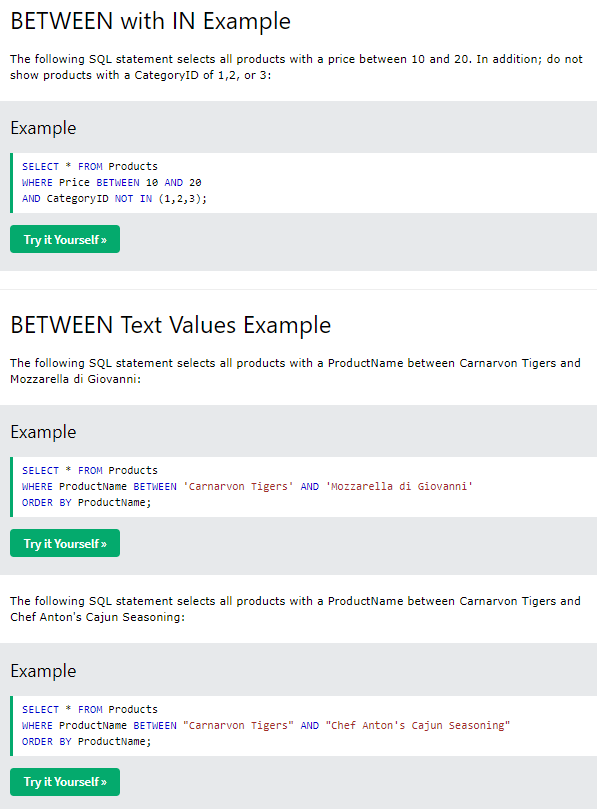 BETWEEN with IN Example
The following SQL statement selects all products with a price between 10 and 20. In addition; do not
show products with a CategoryID of 1,2, or 3:
Example
SELECT * FROM Products
WHERE Price BETWEEN 10 AND 20
AND CategoryID NOT IN (1,2,3);
Try it Yourself »
BETWEEN Text Values Example
The following SQL statement selects all products with a ProductName between Carnarvon Tigers and
Mozzarella di Giovanni:
Example
SELECT * FROM Products
WHERE ProductName BETWEEN 'Carnarvon Tigers' AND 'Mozzarella di Giovanni'
ORDER BY ProductName;
Try it Yourself »
The following SQL statement selects all products with a ProductName between Carnarvon Tigers and
Chef Anton's Cajun Seasoning:
Example
SELECT * FROM Products
WHERE ProductName BETWEEN "Carnarvon Tigers" AND "Chef Anton's Cajun Seasoning"
ORDER BY ProductName;
Try it Yourself »